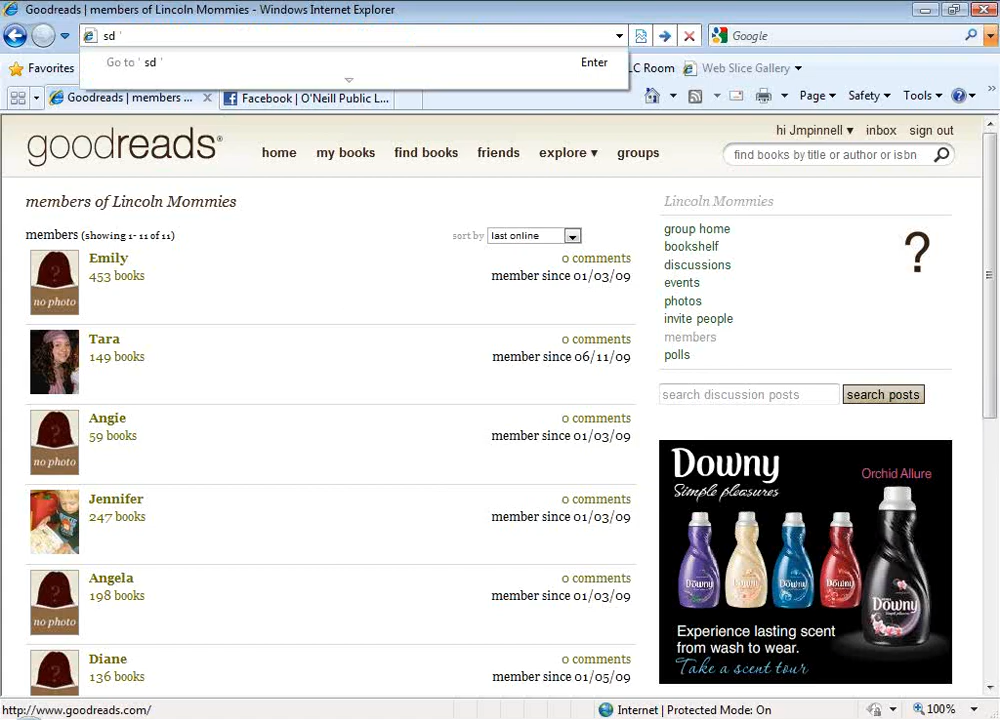 Goodreads | members of Lincoln Mommies - Windows Internet Explorer
sd '
Google
Go to ' sd '
Enter
Favorites
LC Room
Web Slice Gallery
Goodreads | members ...
Facebook | O'Neill Public L...
Page
Safety
Tools
goodreads®
hi Jmpinnell ▾ inbox sign out
home my books find books friends explore ▾ groups
find books by title or author or isbn
members of Lincoln Mommies
members (showing 1- 11 of 11)
sort by last online
Emily
0 comments
453 books
member since 01/03/09
no photo
Tara
0 comments
149 books
member since 06/11/09
Angie
0 comments
59 books
member since 01/03/09
no photo
Jennifer
0 comments
247 books
member since 01/03/09
Angela
0 comments
198 books
member since 01/03/09
no photo
Diane
0 comments
136 books
member since 01/05/09
Lincoln Mommies
group home
bookshelf
discussions
events
photos
invite people
members
polls
?
search discussion posts
search posts
Downy
Simple pleasures
Orchid Allure
Downy
Downy
Downy
Downy
Downy
Experience lasting scent
from wash to wear.
Take a scent tour
http://www.goodreads.com/
Internet | Protected Mode: On
100%